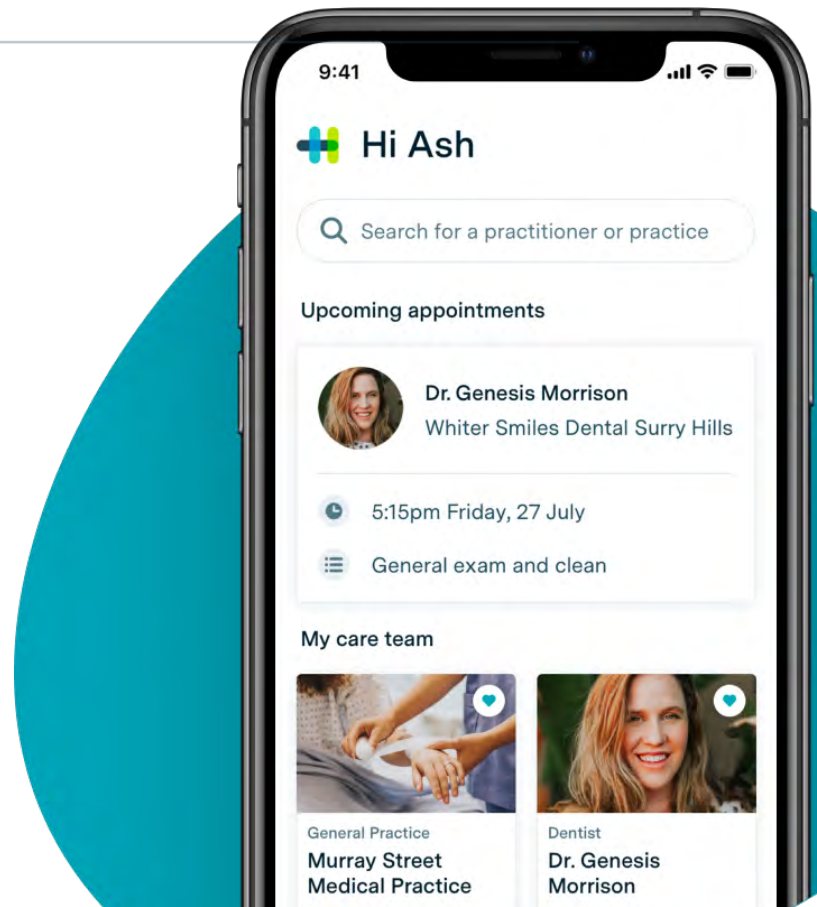 9:41
Hi Ash
Search for a practitioner or practice
Upcoming appointments
Dr. Genesis Morrison
Whiter Smiles Dental Surry Hills
5:15pm Friday, 27 July
General exam and clean
My care team
General Practice
Murray Street
Medical Practice
Dentist
Dr. Genesis
Morrison